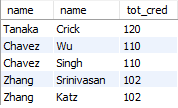 name name tot_cred
Tanaka Crick 120
Chavez Wu 110
Chavez Singh 110
Zhang Srinivasan 102
Zhang Katz 102